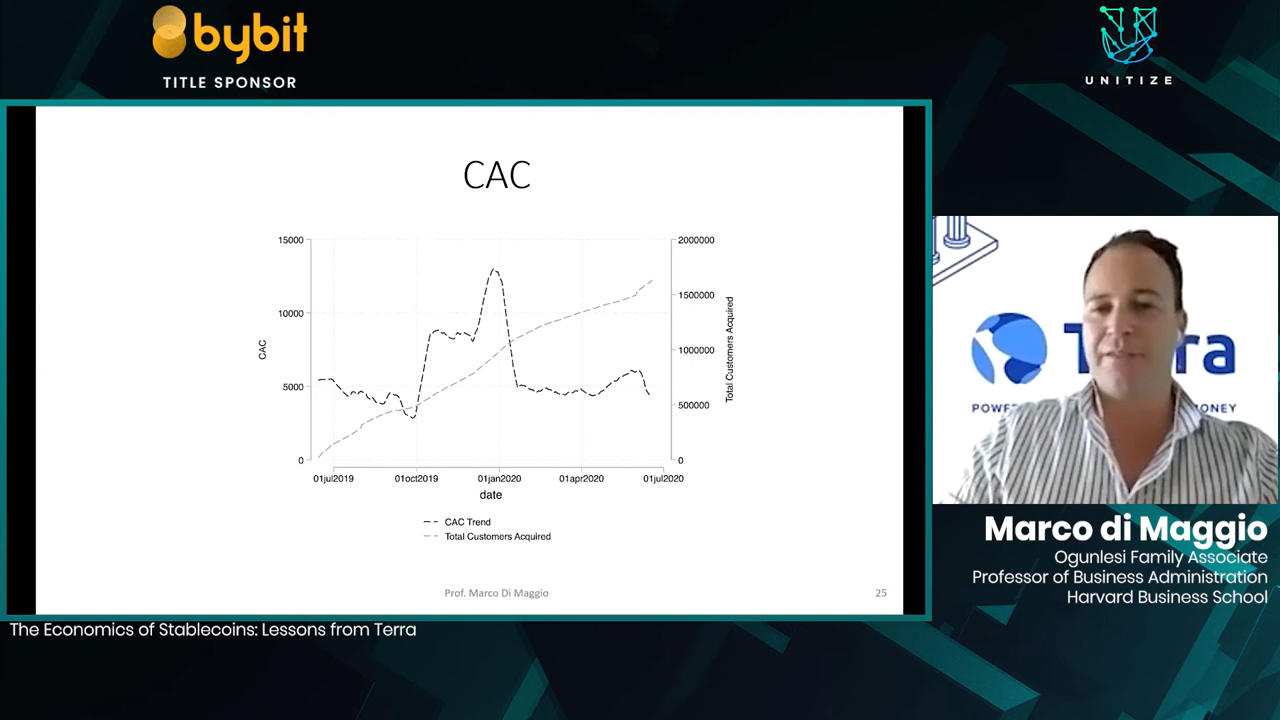 bybit
TITLE SPONSOR
UNITIZE
CAC
15000
10000
5000
0
CAC
2000000
1500000
1000000
500000
0
Total Customers Acquired
01jul2019 01oct2019 01jan2020 01apr2020 01jul2020
date
CAC Trend
Total Customers Acquired
Prof. Marco Di Maggio
25
Marco di Maggio
Ogunlesi Family Associate
Professor of Business Administration
Harvard Business School
The Economics of Stablecoins: Lessons from Terra